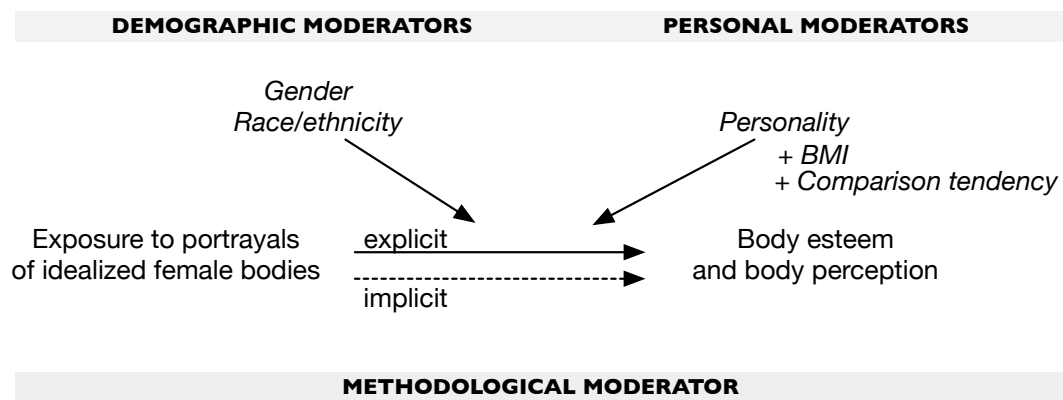 DEMOGRAPHIC MODERATORS
PERSONAL MODERATORS
Gender
Race/ethnicity
Personality
+ BMI
+ Comparison tendency
Exposure to portrayals
of idealized female bodies
explicit
implicit
Body esteem
and body perception
METHODOLOGICAL MODERATOR